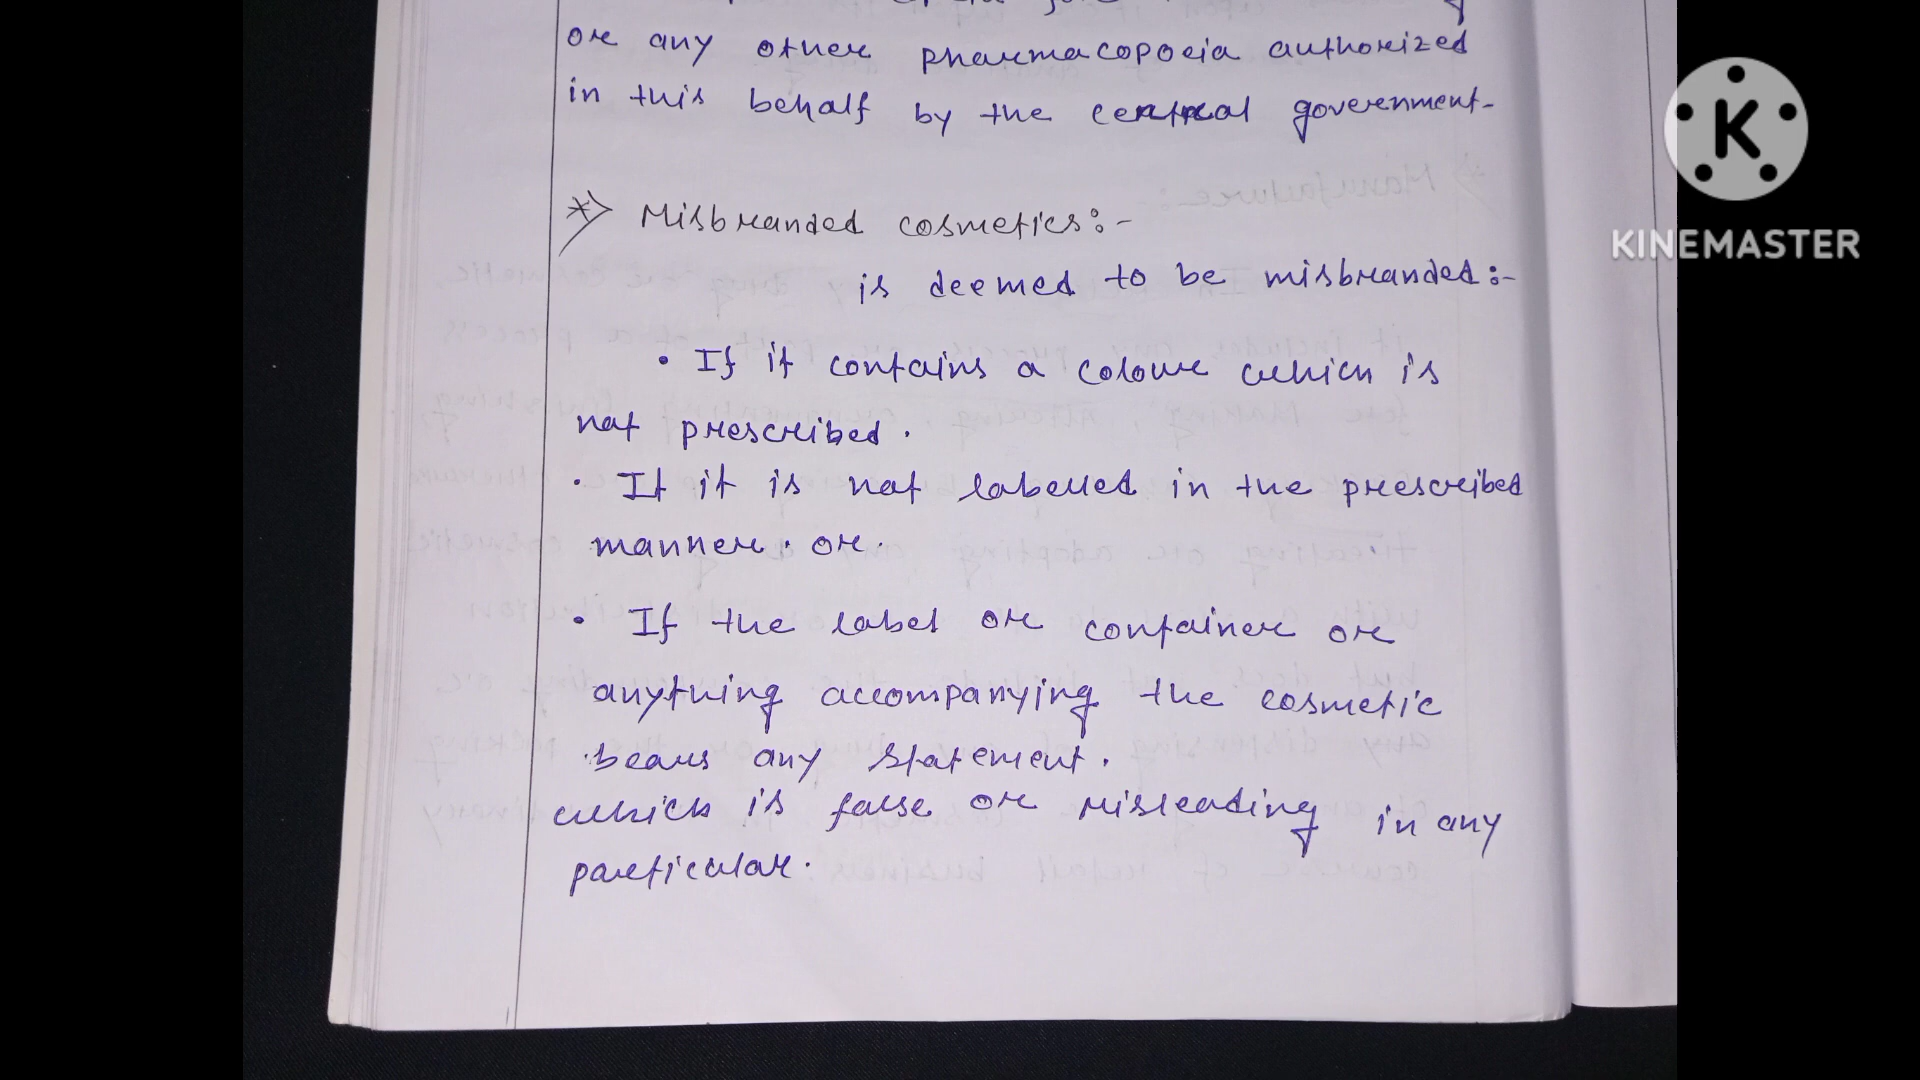 or any other pharmacopoeia authorized
in this behalf by the central government-
Misbranded cosmetics:-
is deemed to be misbranded:-
• If it contains a colour which is
not prescribed.
• If it is not labelled in the prescribed
manner. or.
• If the label or container or
anything accompanying the cosmetic
bears any statement.
which is false or misleading in any
particular.
K
KINEMASTER